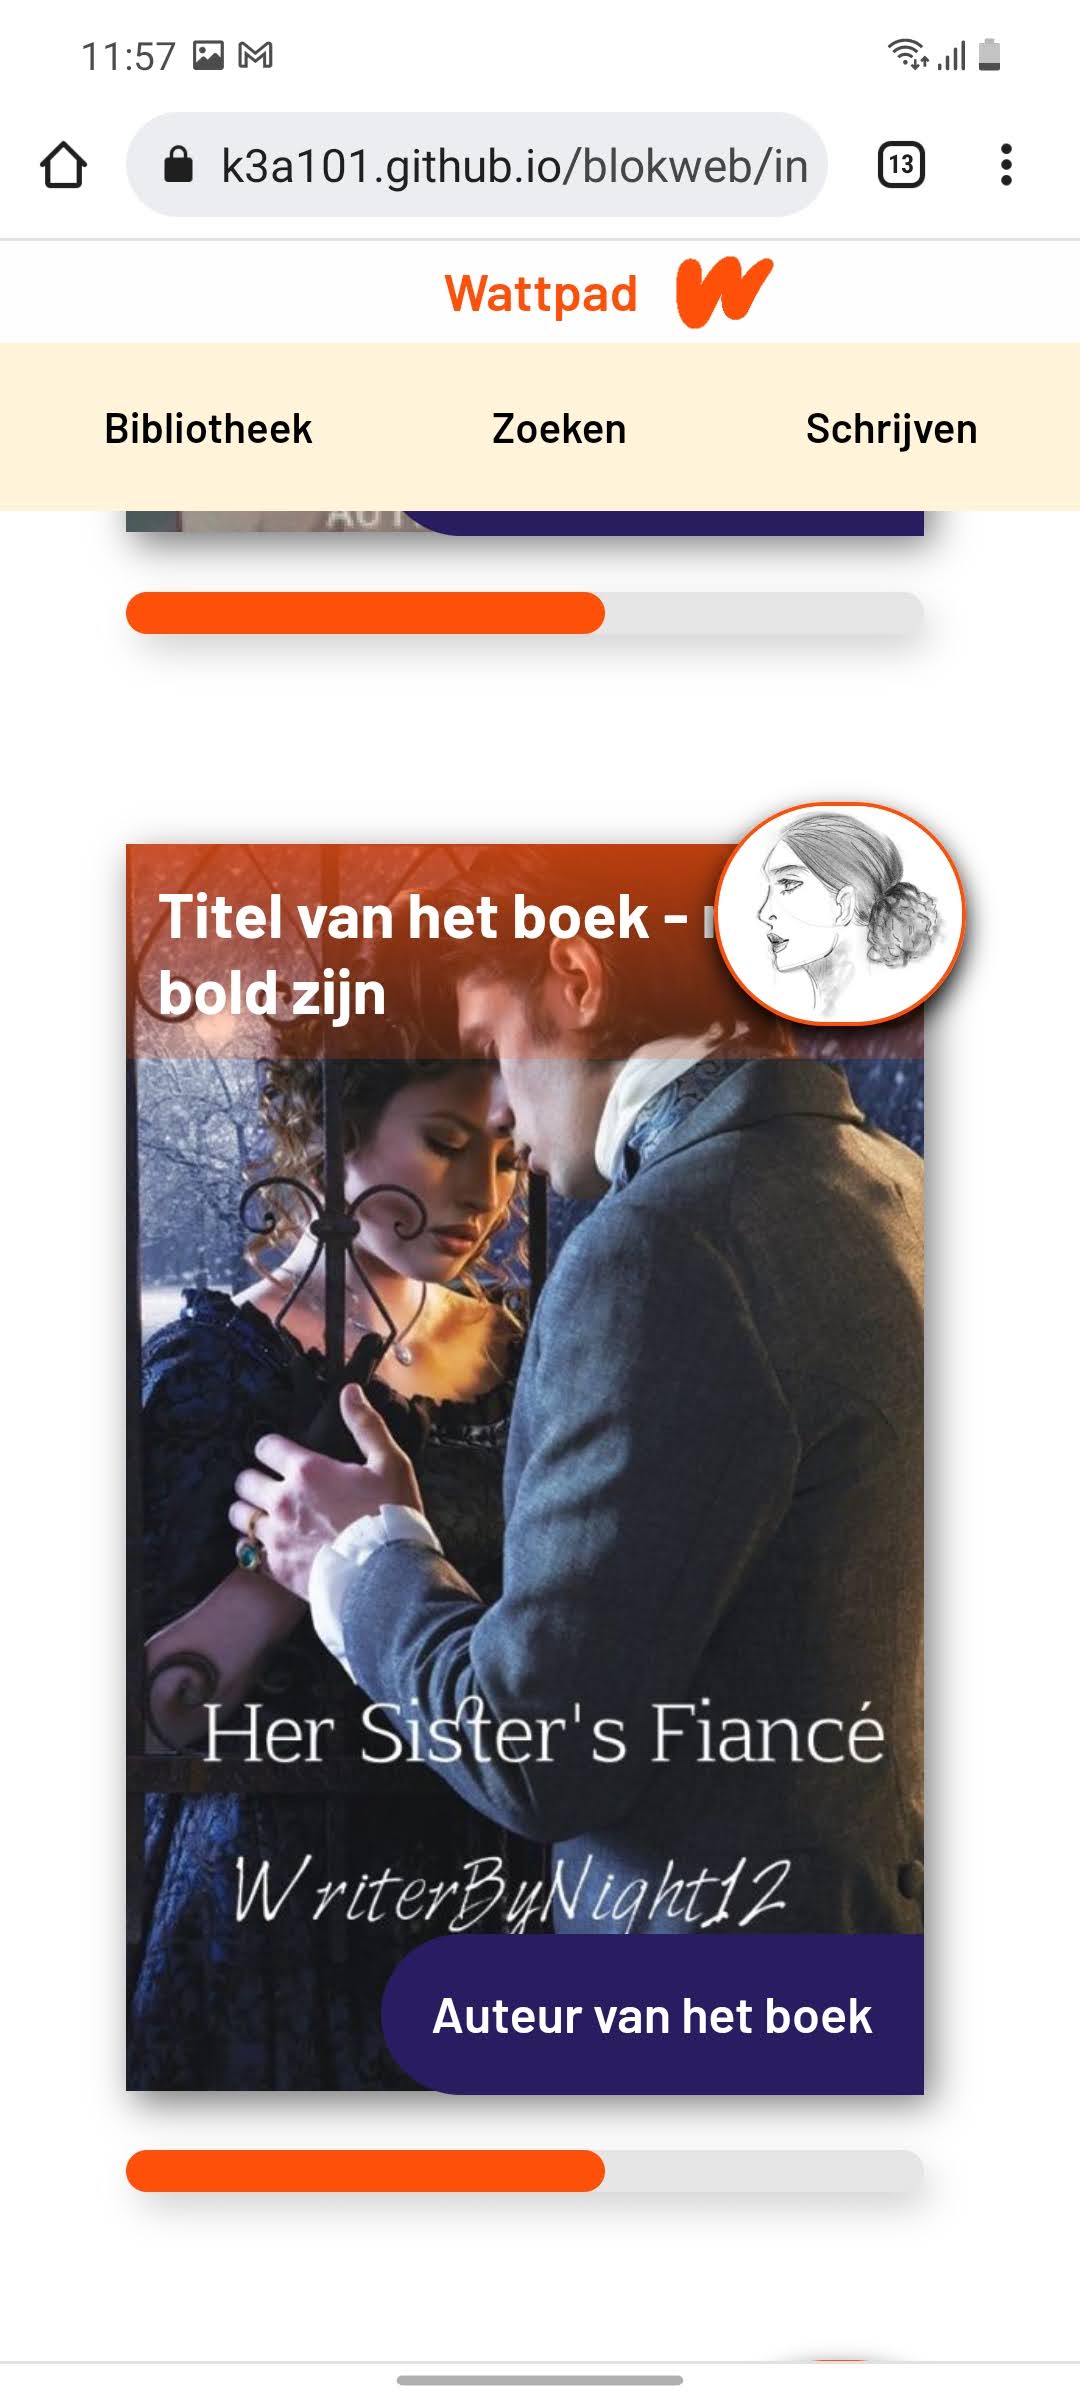 11:57
k3a101.github.io/blokweb/in
13
Wattpad
Bibliotheek Zoeken Schrijven
Titel van het boek -
bold zijn
Her Sister's Fiancé
WriterByNight12
Auteur van het boek